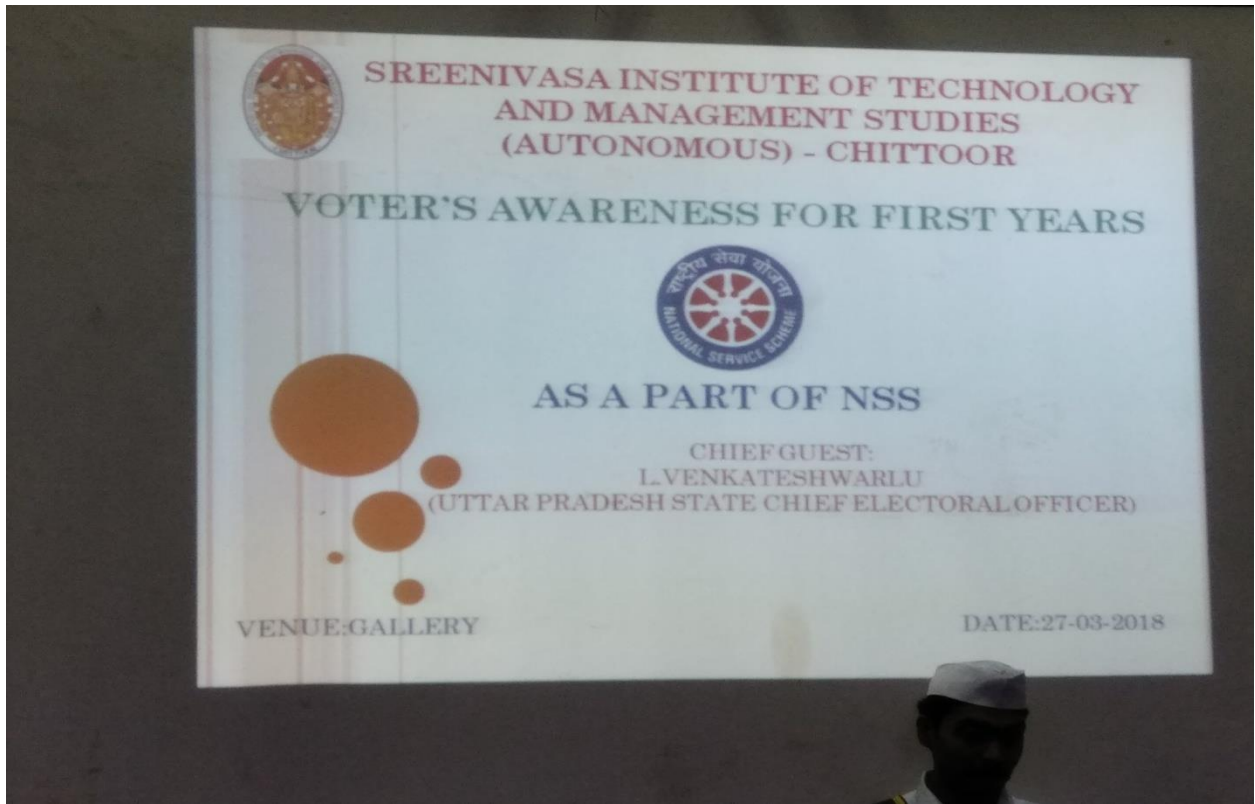 SREENIVASA INSTITUTE OF TECHNOLOGY
AND MANAGEMENT STUDIES
(AUTONOMOUS) - CHITTOOR
VOTER'S AWARENESS FOR FIRST YEARS
राष्ट्रीय सेवा योजना
NATIONAL SERVICE SCHEME
AS A PART OF NSS
CHIEF GUEST:
L.VENKATESHWARLU
(UTTAR PRADESH STATE CHIEF ELECTORAL OFFICER)
VENUE:GALLERY
DATE:27-03-2018